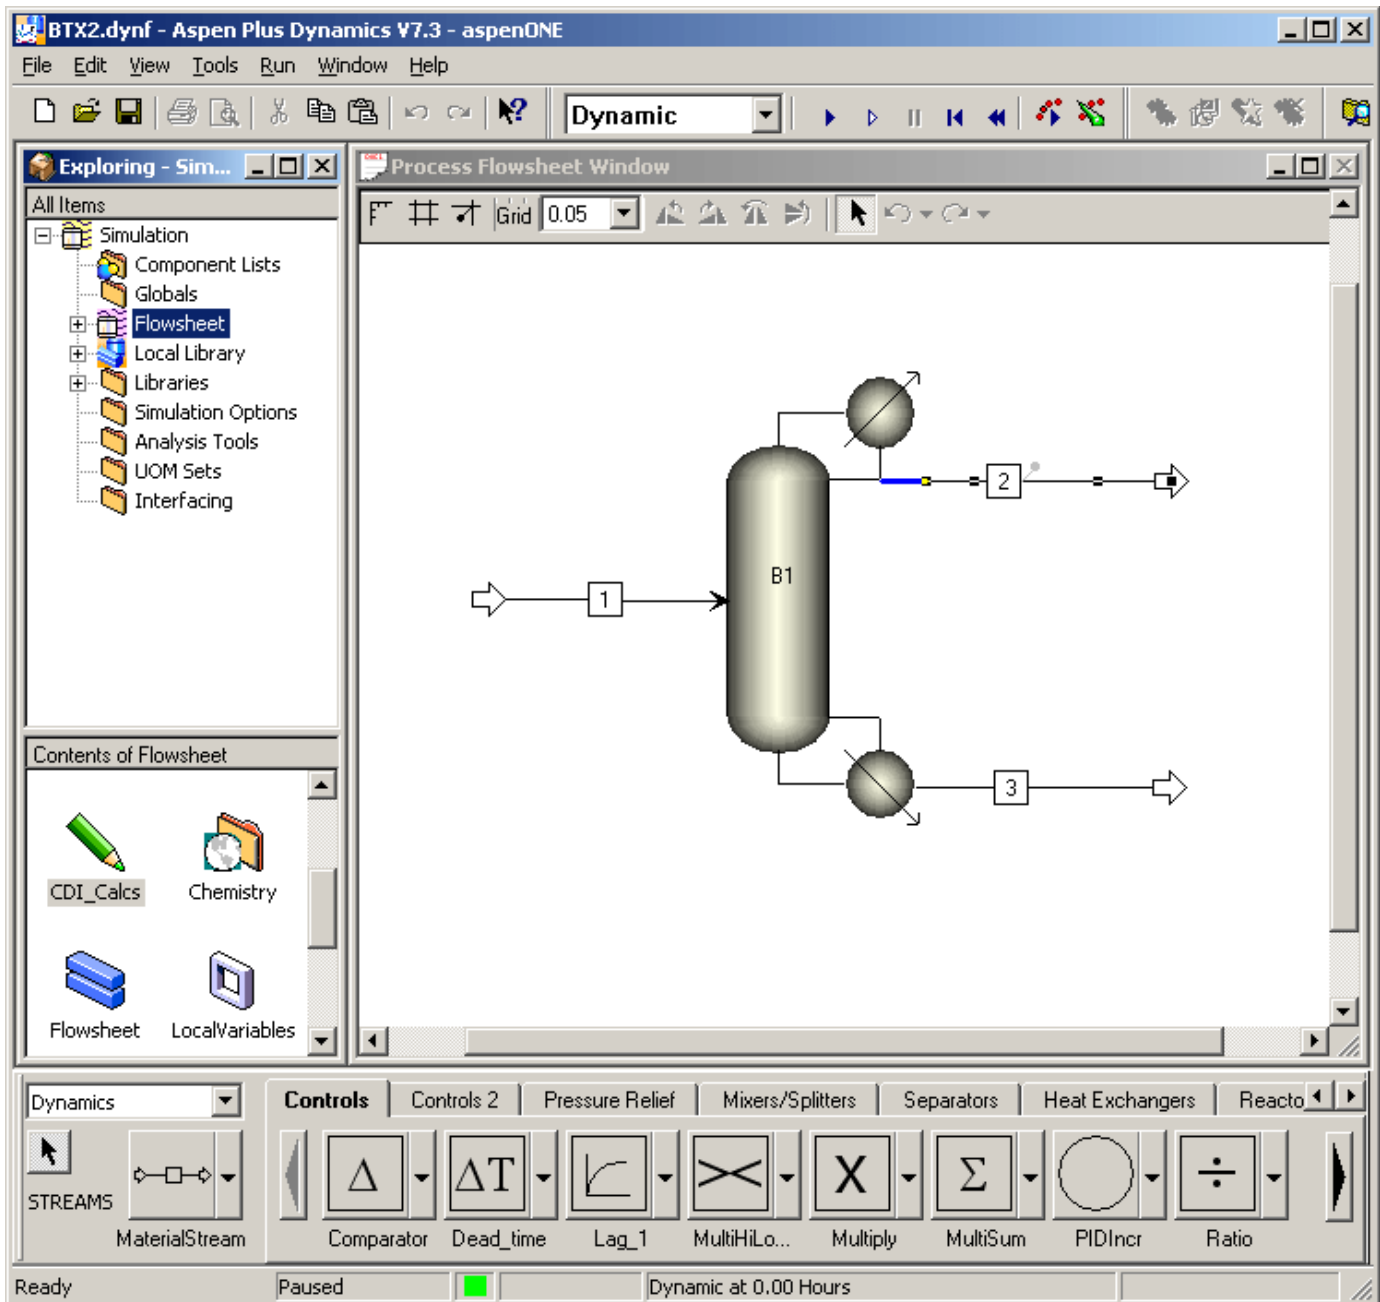 BTX2.dynf - Aspen Plus Dynamics V7.3 - aspenONE
File Edit View Tools Run Window Help
Dynamic
Exploring - Sim...
All Items
Simulation
Component Lists
Globals
Flowsheet
Local Library
Libraries
Simulation Options
Analysis Tools
UOM Sets
Interfacing
Contents of Flowsheet
CDI_Calcs Chemistry
Flowsheet LocalVariables
Process Flowsheet Window
Grid 0.05
2
B1
1
3
Dynamics
Controls Controls 2 Pressure Relief Mixers/Splitters Separators Heat Exchangers Reacto
Δ ΔT X Σ ÷
STREAMS
MaterialStream Comparator Dead_time Lag_1 MultiHiLo... Multiply MultiSum PIDIncr Ratio
Ready Paused Dynamic at 0.00 Hours